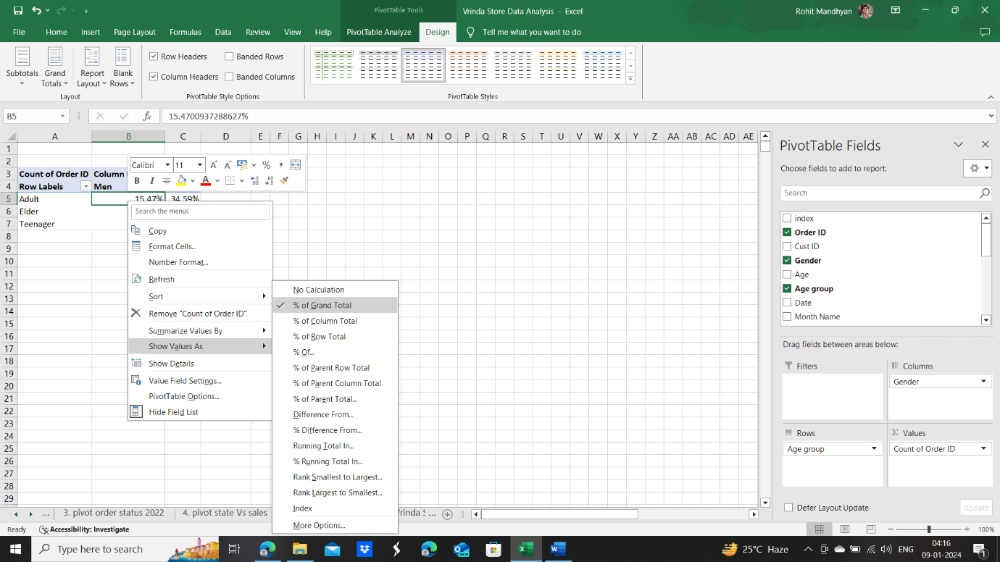 PivotTable Tools
Vrinda Store Data Analysis - Excel
Rohit Mandhyan
File Home Insert Page Layout Formulas Data Review View Help PivotTable Analyze Design Tell me what you want to do
Subtotals
Grand Totals
Report Layout
Blank Rows
Layout
Row Headers
Banded Rows
Column Headers
Banded Columns
PivotTable Style Options
PivotTable Styles
B5
fx
15.4700937288627%
A B C D E F G H I J K L M N O P Q R S T U V W X Y Z AA AB AC AD AE
1
2
3 Count of Order ID Column
4 Row Labels Men
5 Adult 15.47% 34.59%
6 Elder
7 Teenager
8
9
10
11
12
13
14
15
16
17
18
19
20
21
22
23
24
25
26
27
28
29
Calibri 11 A A % ,
B I A
Search the menus
Copy
Format Cells...
Number Format...
Refresh
Sort
Remove "Count of Order ID"
Summarize Values By
Show Values As
Show Details
Value Field Settings...
PivotTable Options...
Hide Field List
No Calculation
% of Grand Total
% of Column Total
% of Row Total
% Of...
% of Parent Row Total
% of Parent Column Total
% of Parent Total...
Difference From...
% Difference From...
Running Total In...
% Running Total In...
Rank Smallest to Largest...
Rank Largest to Smallest...
Index
More Options...
PivotTable Fields
Choose fields to add to report:
Search
index
Order ID
Cust ID
Gender
Age
Age group
Date
Month Name
Drag fields between areas below:
Filters
Columns
Gender
Rows
Age group
Values
Count of Order ID
Defer Layout Update
Update
... 3. pivot order status 2022 4. pivot state Vs sales ...
Ready
Accessibility: Investigate
100%
Type here to search
25°C Haze
ENG
04:16
09-01-2024
1